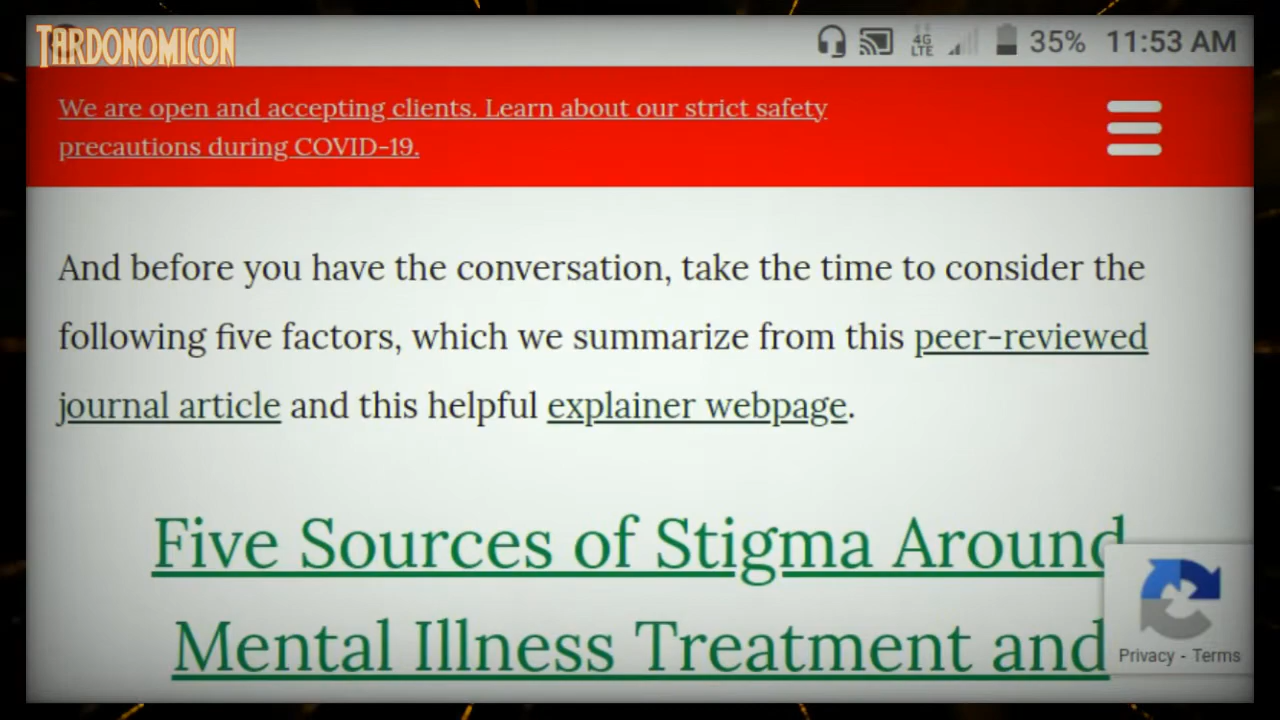 TARDONOMICON
4G
LTE
35% 11:53 AM
We are open and accepting clients. Learn about our strict safety
precautions during COVID-19.
And before you have the conversation, take the time to consider the
following five factors, which we summarize from this peer-reviewed
journal article and this helpful explainer webpage.
Five Sources of Stigma Around
Mental Illness Treatment and
Privacy - Terms